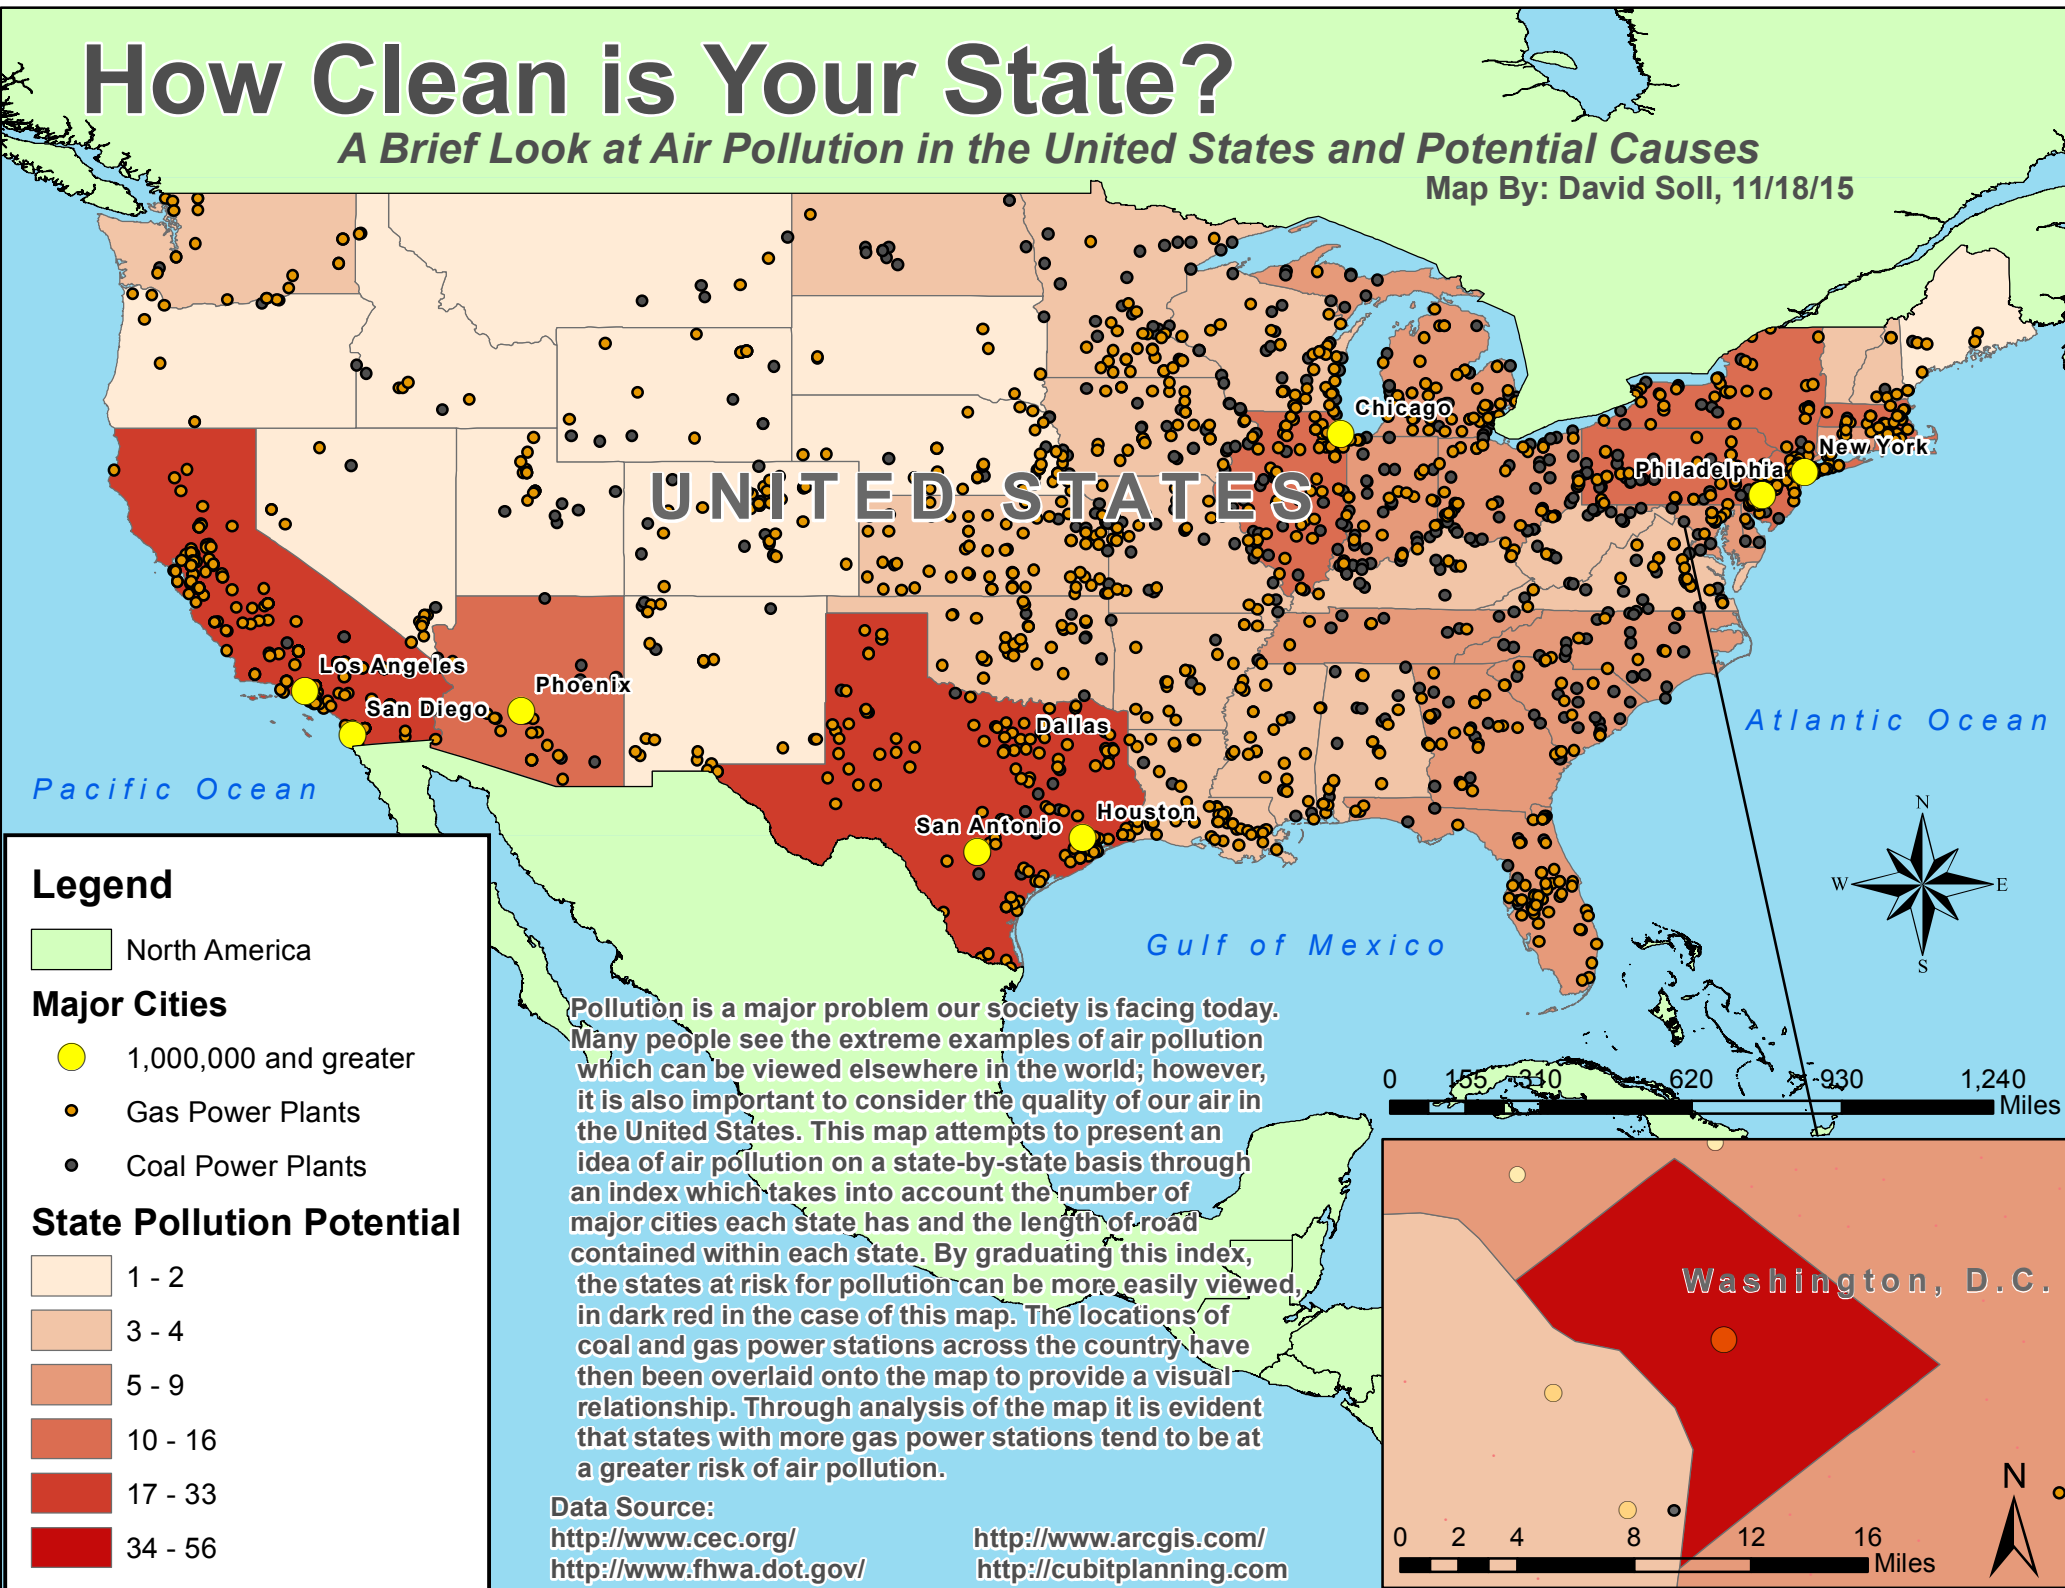 How Clean is Your State?
A Brief Look at Air Pollution in the United States and Potential Causes
Map By: David Soll, 11/18/15
Chicago
New York
Philadelphia
UNITED STATES
Los Angeles
Phoenix
San Diego
Dallas
Atlantic Ocean
Pacific Ocean
Houston
San Antonio
N
W
E
S
Gulf of Mexico
Legend
North America
Major Cities
1,000,000 and greater
Gas Power Plants
Coal Power Plants
State Pollution Potential
1 - 2
3 - 4
5 - 9
10 - 16
17 - 33
34 - 56
Pollution is a major problem our society is facing today.
Many people see the extreme examples of air pollution
which can be viewed elsewhere in the world; however,
it is also important to consider the quality of our air in
the United States. This map attempts to present an
idea of air pollution on a state-by-state basis through
an index which takes into account the number of
major cities each state has and the length of road
contained within each state. By graduating this index,
the states at risk for pollution can be more easily viewed,
in dark red in the case of this map. The locations of
coal and gas power stations across the country have
then been overlaid onto the map to provide a visual
relationship. Through analysis of the map it is evident
that states with more gas power stations tend to be at
a greater risk of air pollution.
Data Source:
http://www.cec.org/ http://www.arcgis.com/
http://www.fhwa.dot.gov/ http://cubitplanning.com
0 155 310 620 930 1,240
Miles
Washington, D.C.
N
0 2 4 8 12 16
Miles